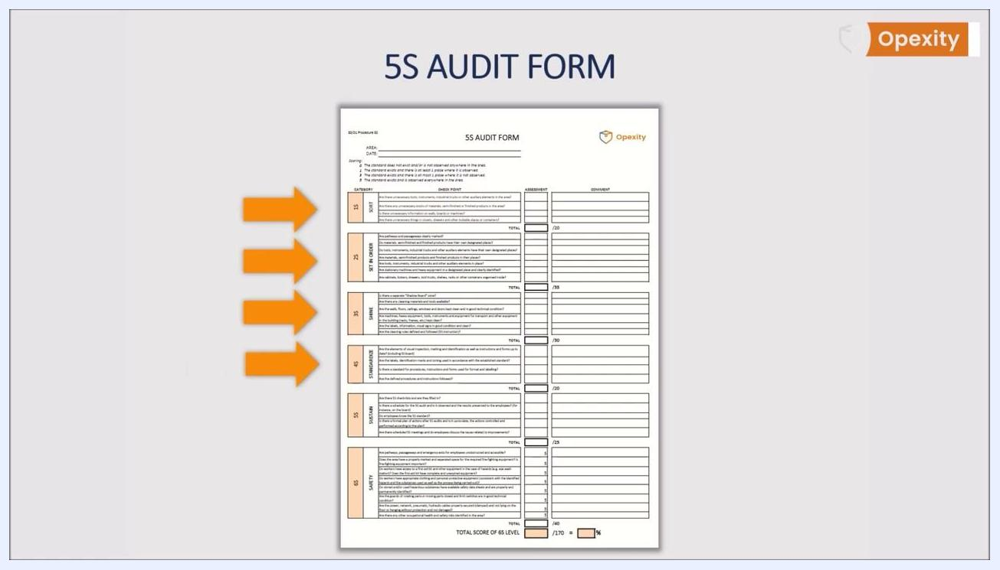 Opexity
5S AUDIT FORM
5S/01 Procedure 5S
5S AUDIT FORM
Opexity
AREA:
DATE:
Scoring:
0 The standard does not exist and/or is not observed anywhere in the area.
1 The standard exists and there is at least 1 place where it is observed.
3 The standard exists and there is at most 1 place where it is not observed.
5 The standard exists and is observed everywhere in the area.
CATEGORY CHECK POINT ASSESSMENT COMMENT
1S SORT
Are there unnecessary tools, instruments, industrial trucks or other auxiliary elements in the area?
Are there any unnecessary stocks of materials, semi-finished or finished products in the area?
Is there unnecessary information on walls, boards or machines?
Are there unnecessary things in closets, drawers and other lockable places or containers?
TOTAL /20
2S SET IN ORDER
Are pathways and passageways clearly marked?
Do materials, semi-finished and finished products have their own designated places?
Do tools, instruments, industrial trucks and other auxiliary elements have their own designated places?
Are materials, semi-finished products and finished products in their places?
Are tools, instruments, industrial trucks and other auxiliary elements in place?
Are stationary machines and heavy equipment in a designated place and clearly identified?
Are cabinets, lockers, drawers, tool trucks, shelves, racks or other containers organised inside?
TOTAL /35
3S SHINE
Is there a separate "Shadow Board" zone?
Are there any cleaning materials and tools available?
Are the walls, floors, ceilings, windows and doors kept clean and in good technical condition?
Are machines, heavy equipment, tools, instruments and equipment for transport and other equipment
in the building (racks, frames, etc.) kept clean?
Are the labels, information, visual signs in good condition and clean?
Are the cleaning rules defined and followed (5S instruction)?
TOTAL /30
4S STANDARDIZE
Are the elements of visual inspection, marking and identification as well as instructions and forms up to
date? (including 5S board)
Are the labels, identification marks and zoning used in accordance with the established standard?
Is there a standard for procedures, instructions and forms used for format and labelling?
Are the defined procedures and instructions followed?
TOTAL /20
5S SUSTAIN
Are there 5S checklists and are they filled in?
Is there a schedule for the 5S audit and is it observed and the results presented to the employees? (for
instance, on the board)
Do employees know the 5S standard?
Is there a formal plan of actions after 5S audits and is it up-to-date, the actions controlled and
performed according to the plan?
Are there scheduled 5S meetings and do employees discuss the issues related to improvements?
TOTAL /25
6S SAFETY
Are pathways, passageways and emergency exits for employees unobstructed and accessible? 5
Does the area have a properly marked and separated space for the required fire-fighting equipment? Is
fire-fighting equipment important? 5
Do workers have access to a first aid kit and other equipment in the case of hazards (e.g. eye wash
station)? Does the first-aid kit have complete and unexpired equipment? 5
Do workers have appropriate clothing and personal protective equipment (consistent with the identified
hazards and the substances used as well as the process being carried out)? 5
Do stored and/or used hazardous substances have available safety data sheets and are properly and
permanently identified? 5
Are the guards of rotating parts or moving parts closed and limit switches are in good technical
condition? 5
Are the power, network, pneumatic, hydraulic cables properly secured (clamped) and not lying on the
floor or hanging without protection and not damaged? 5
Are there any other occupational health and safety risks identified in the area? 5
TOTAL /40
TOTAL SCORE OF 6S LEVEL /170 = %